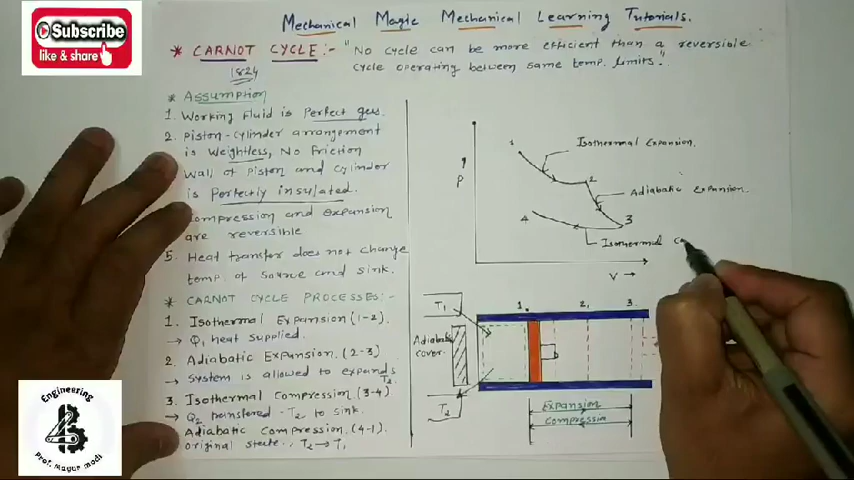 Mechanical Magic Mechanical Learning Tutorials.
Subscribe
like & share
* CARNOT CYCLE :- "No cycle can be more efficient than a reversible
cycle operating between same temp. limits."
1824
* Assumption
1. Working Fluid is Perfect gas.
2. Piston-Cylinder arrangement
is Weightless, No Friction
Wall of Piston and Cylinder
is Perfectly insulated.
Compression and expansion
are reversible
5. Heat transfer does not change
temp. of Source and sink.
* CARNOT CYCLE PROCESSES:-
1. Isothermal Expansion (1-2)
→ Q1 heat supplied.
2. Adiabatic Expansion. (2-3)
→ System is allowed to expands
T2.
3. Isothermal Compression (3-4)
→ Q2 transfered - T2 to sink.
Adiabatic Compression. (4-1)
original state. T2 → T1
P
1
Isothermal Expansion.
2
Adiabatic Expansion.
4
3
Isothermal
V →
T1
1.
2,
3.
Adiabatic
cover.
T2
Expansion
Compression
Engineering
Prof. Mayur modi